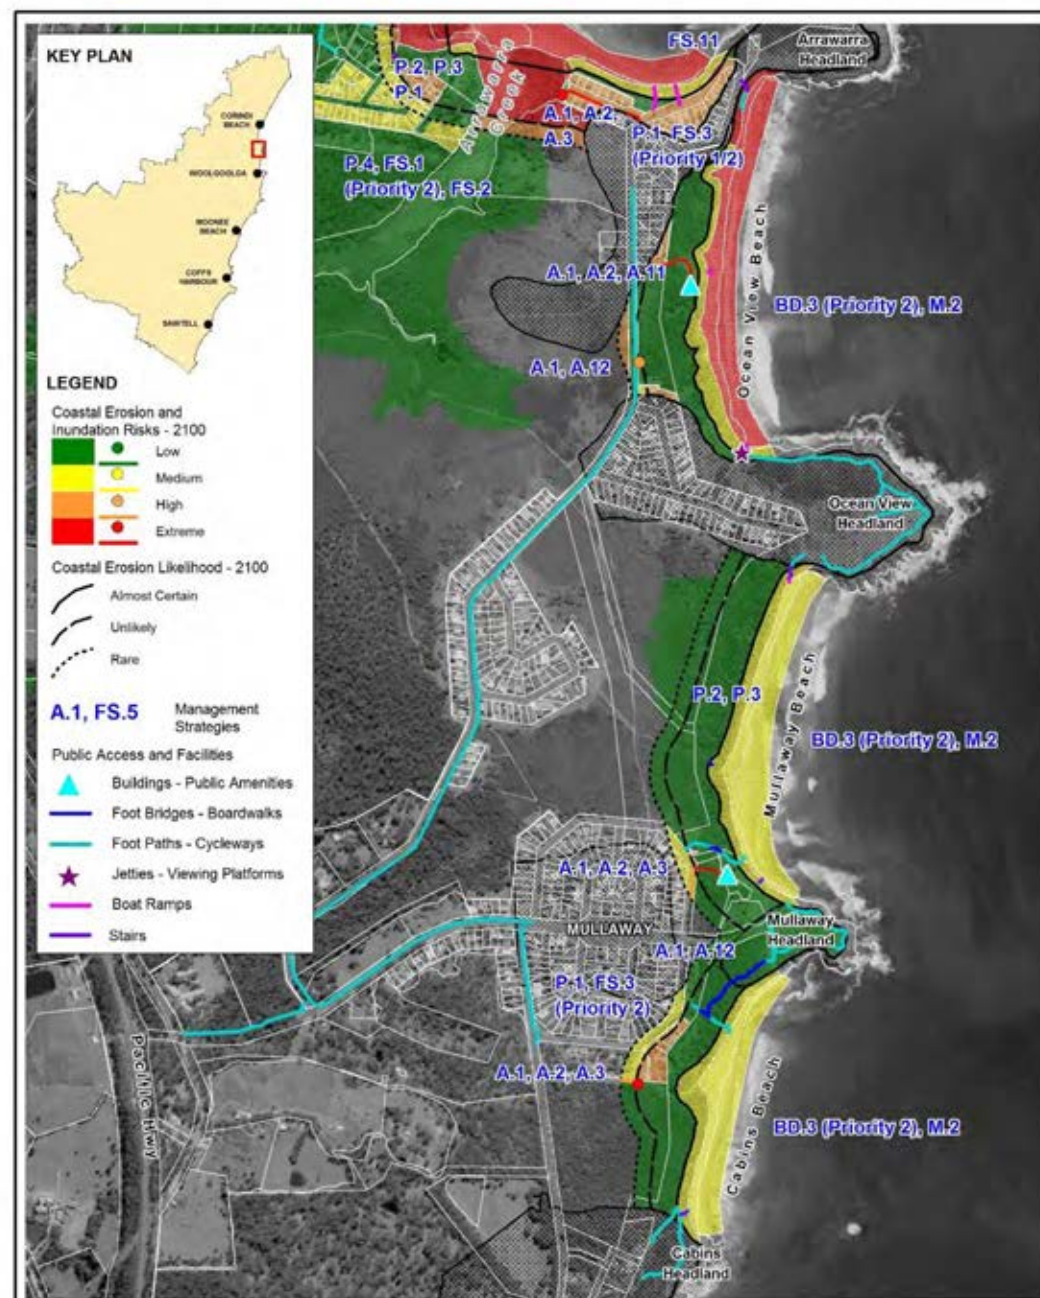 KEY PLAN
CORINDI
BEACH
WOOLGOOLGA
MOONEE
BEACH
COFFS
HARBOUR
SAWTELL
LEGEND
Coastal Erosion and
Inundation Risks - 2100
Low
Medium
High
Extreme
Coastal Erosion Likelihood - 2100
Almost Certain
Unlikely
Rare
A.1, FS.5
Management
Strategies
Public Access and Facilities
Buildings - Public Amenities
Foot Bridges - Boardwalks
Foot Paths - Cycleways
Jetties - Viewing Platforms
Boat Ramps
Stairs
FS.11
Arrawarra
Headland
P.2, P.3
P.1
Arrawarra
Creek
A.1, A.2,
A.3
P.1, FS.3
(Priority 1/2)
P.4, FS.1
(Priority 2), FS.2
A.1, A.2, A.11
Ocean View Beach
BD.3 (Priority 2), M.2
A.1, A.12
Ocean View
Headland
P.2, P.3
Mullaway Beach
BD.3 (Priority 2), M.2
A.1, A.2, A.3
MULLAWAY
Mullaway
Headland
A.1, A.12
P.1, FS.3
(Priority 2)
Pacific Hwy
A.1, A.2, A.3
Cabins Beach
BD.3 (Priority 2), M.2
Cabins
Headland